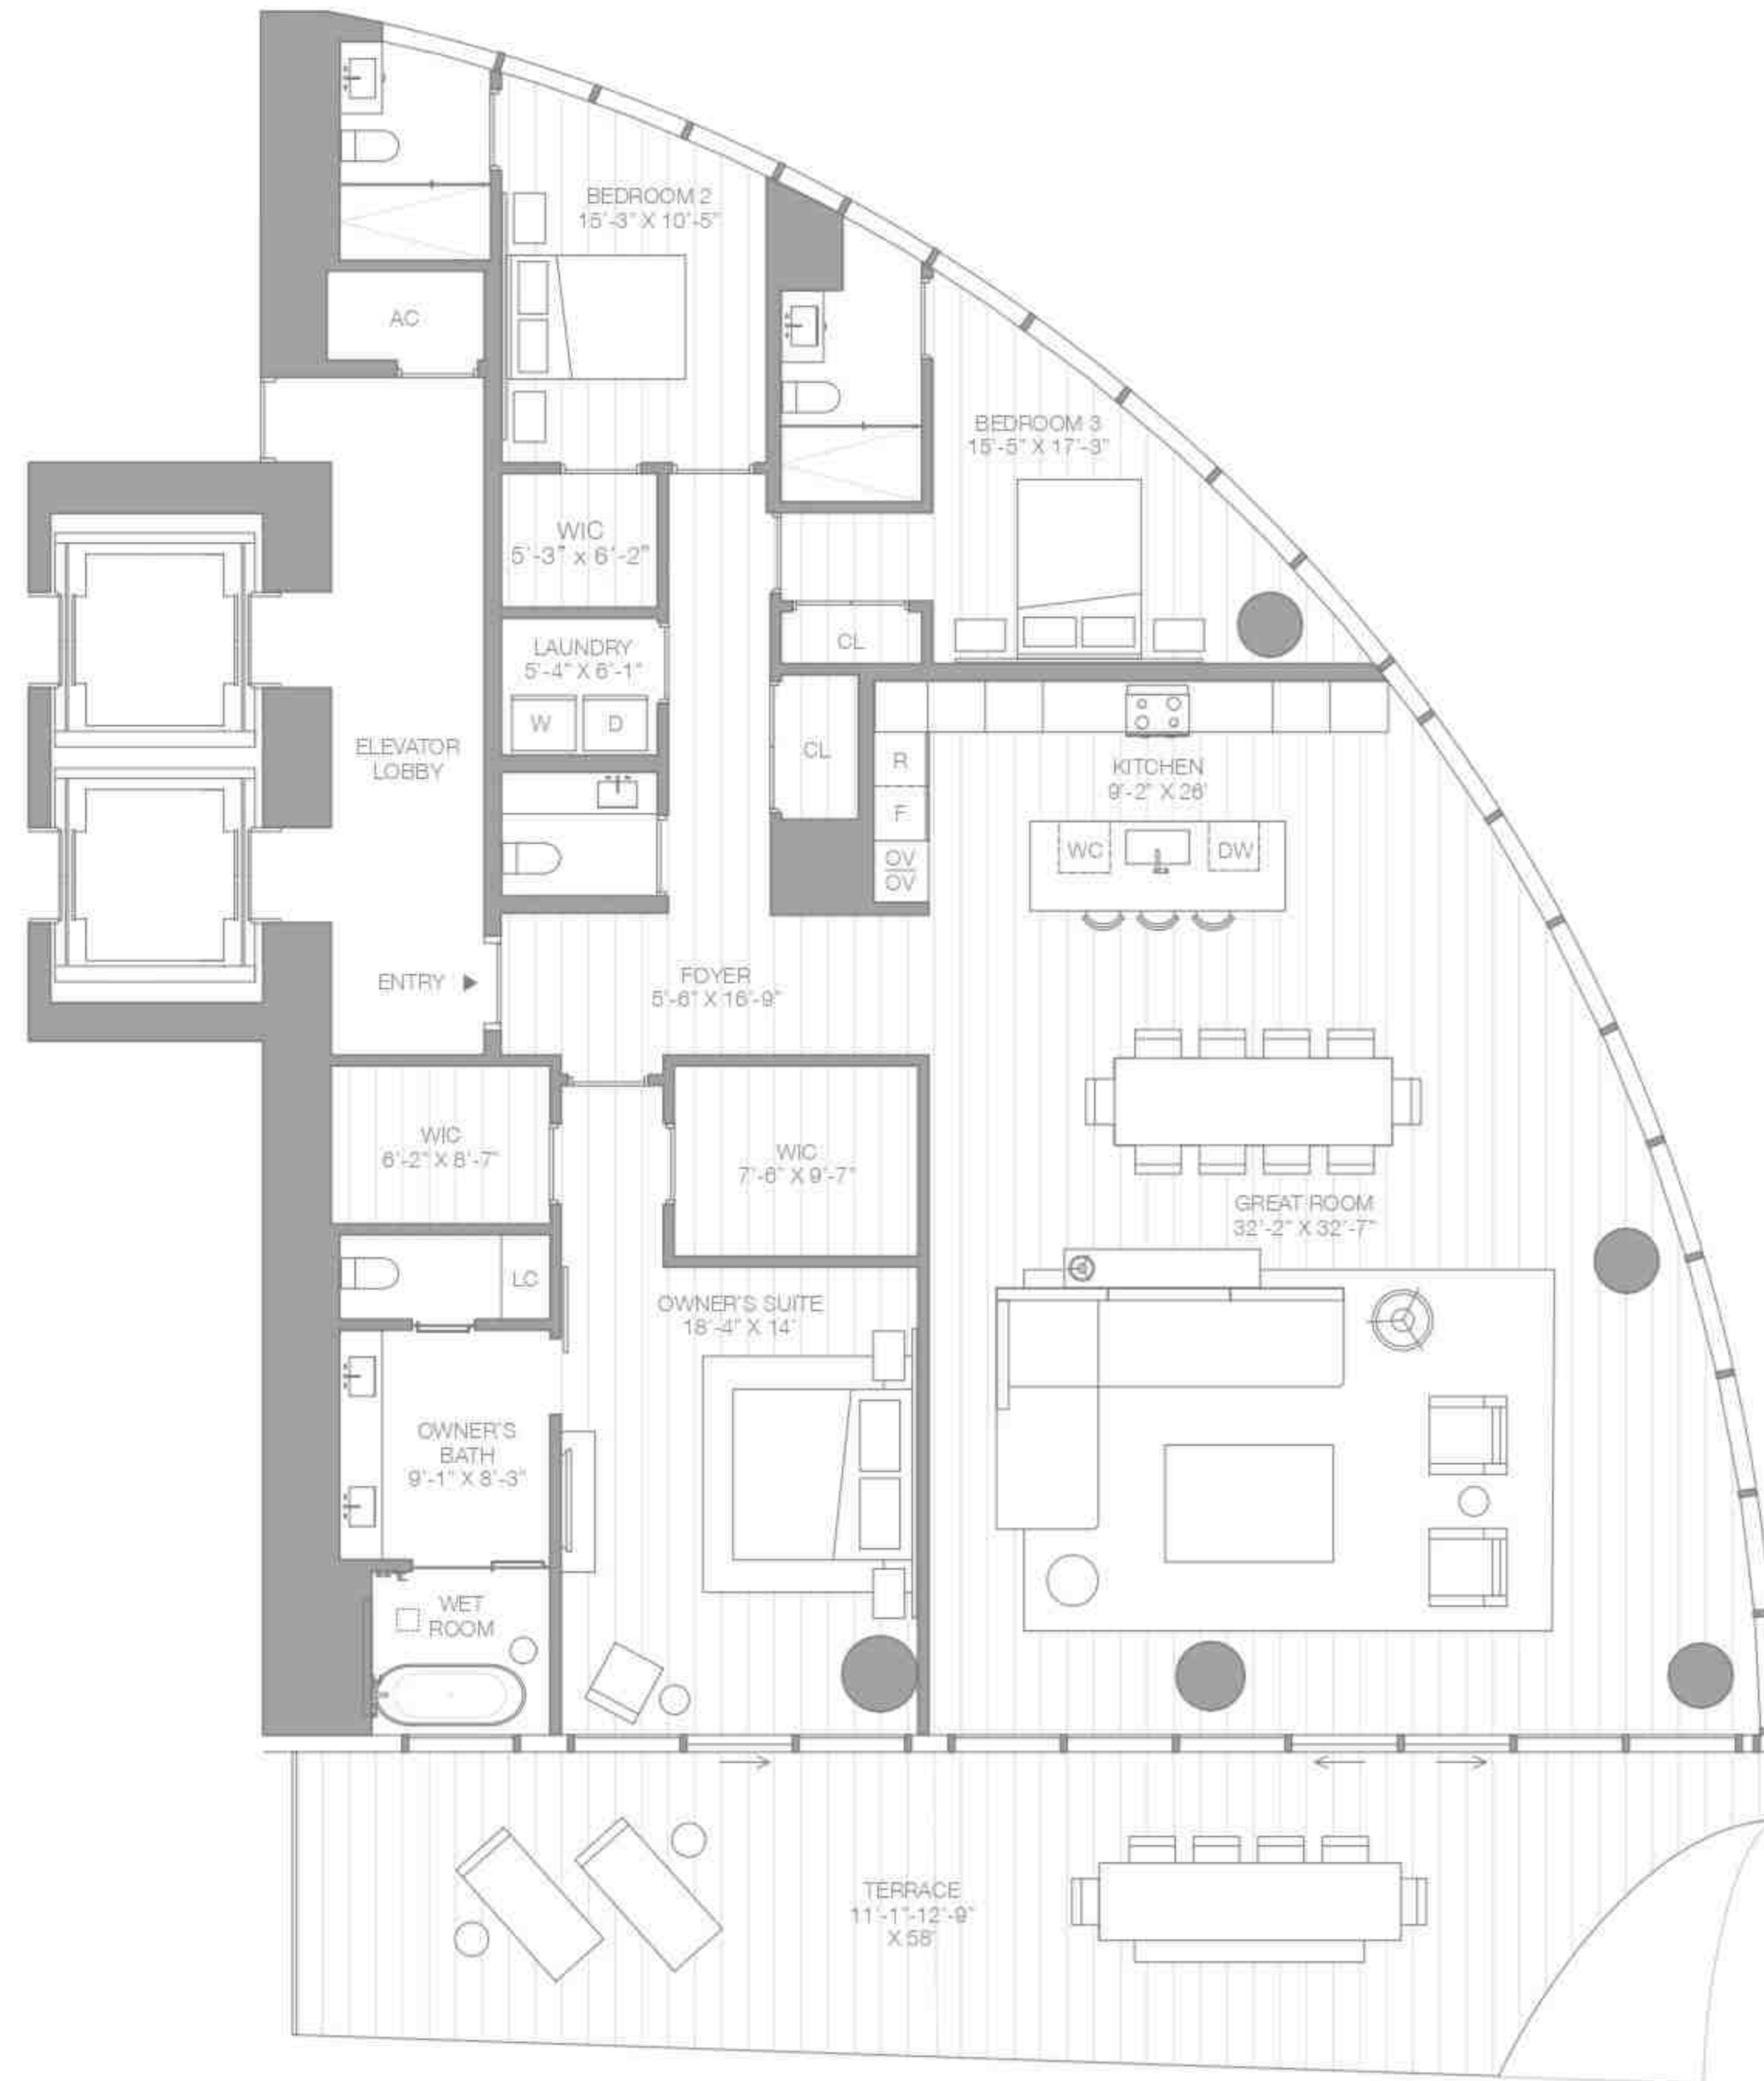 BEDROOM 2
15'-3" X 10'-5"
AC
BEDROOM 3
15'-5" X 17'-3"
WIC
5'-3" x 6'-2"
LAUNDRY
5'-4" X 6'-1"
W
D
CL
CL
ELEVATOR
LOBBY
R
F
OV
OV
KITCHEN
9'-2" X 26'
WC
DW
ENTRY
FOYER
5'-6" X 16'-9"
WIC
6'-2" X 8'-7"
WIC
7'-6" X 9'-7"
GREAT ROOM
32'-2" X 32'-7"
LC
OWNER'S SUITE
18'-4" X 14'
OWNER'S
BATH
9'-1" X 8'-3"
WET
ROOM
TERRACE
11'-1"-12'-9"
X 58'